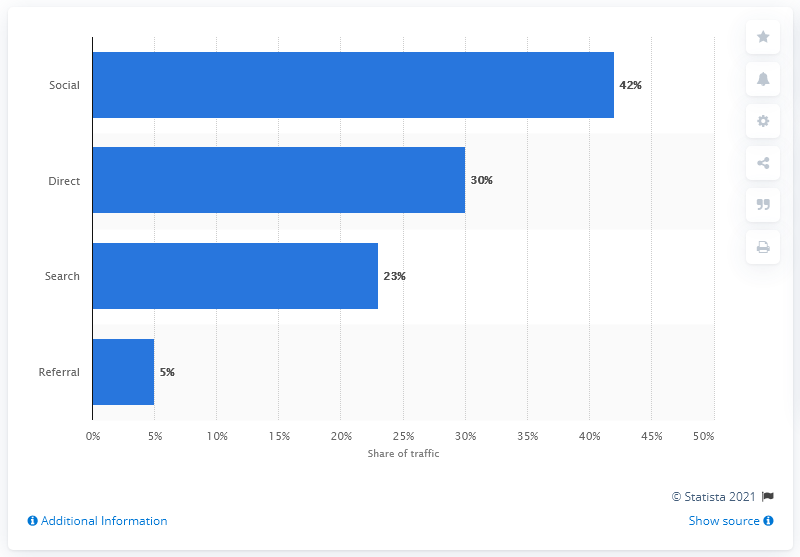 Social
42%
Direct
30%
Search
23%
Referral
5%
0% 5% 10% 15% 20% 25% 30% 35% 40% 45% 50%
Share of traffic
© Statista 2021
Additional Information
Show source